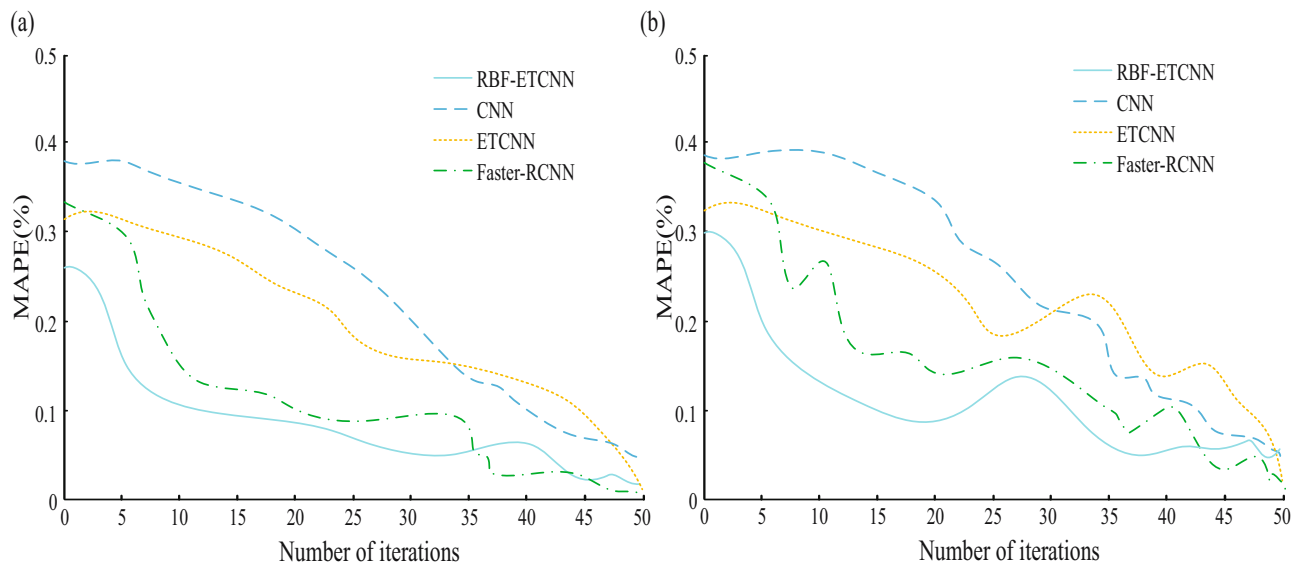 (a)
0.5
0.4
0.3
0.2
0.1
0
MAPE(%)
RBF-ETCNN
CNN
ETCNN
Faster-RCNN
0 5 10 15 20 25 30 35 40 45 50
Number of iterations
(b)
0.5
0.4
0.3
0.2
0.1
0
MAPE(%)
RBF-ETCNN
CNN
ETCNN
Faster-RCNN
0 5 10 15 20 25 30 35 40 45 50
Number of iterations